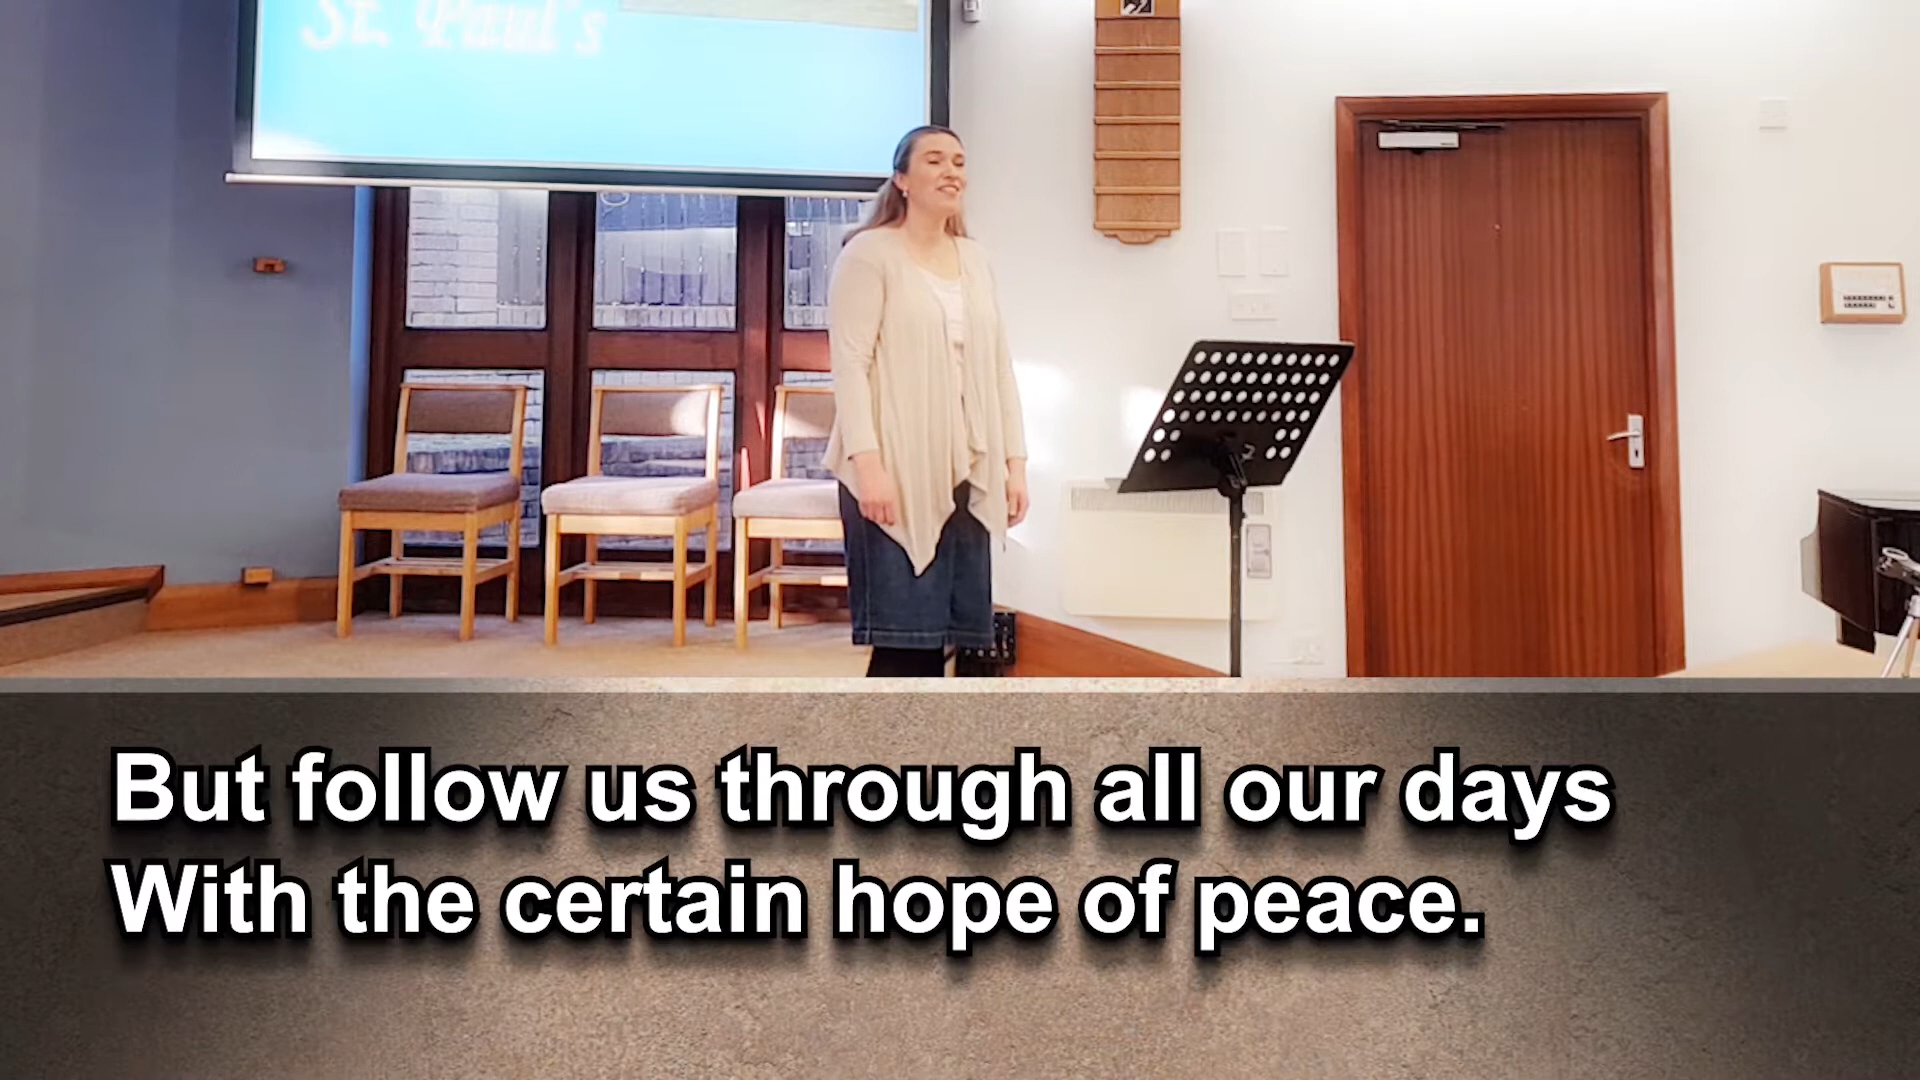 St. Paul's
But follow us through all our days
With the certain hope of peace.